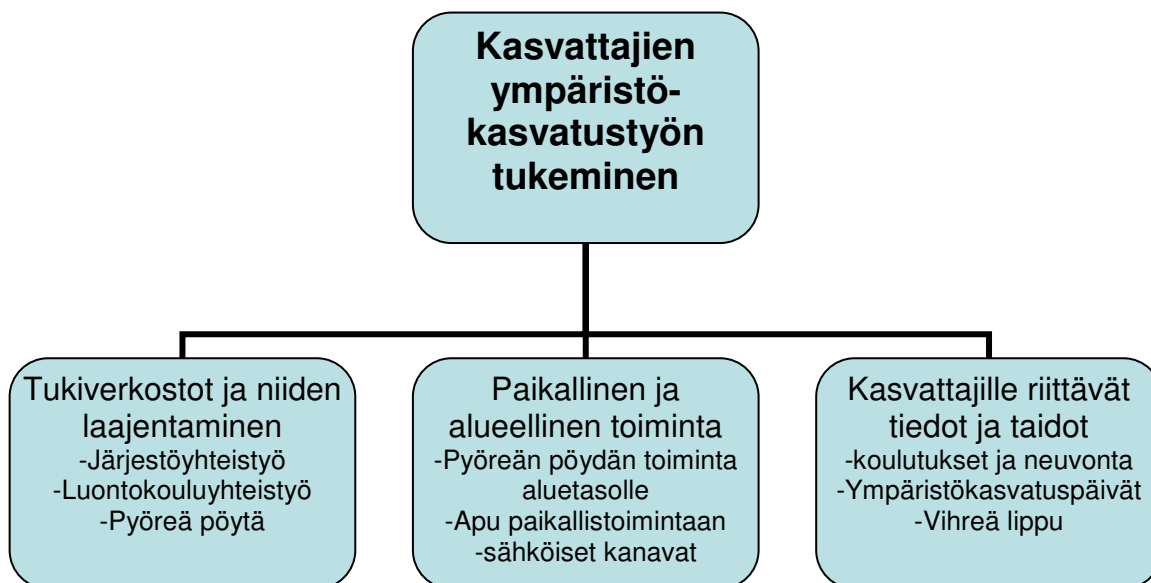 Kasvattajien
ympäristö-
kasvatustyön
tukeminen
Tukiverkostot ja niiden
laajentaminen
-Järjestöyhteistyö
-Luontokouluyhteistyö
-Pyöreä pöytä
Paikallinen ja
alueellinen toiminta
-Pyöreän pöydän toiminta
aluetasolle
-Apu paikallistoimintaan
-sähköiset kanavat
Kasvattajille riittävät
tiedot ja taidot
-koulutukset ja neuvonta
-Ympäristökasvatuspäivät
-Vihreä lippu